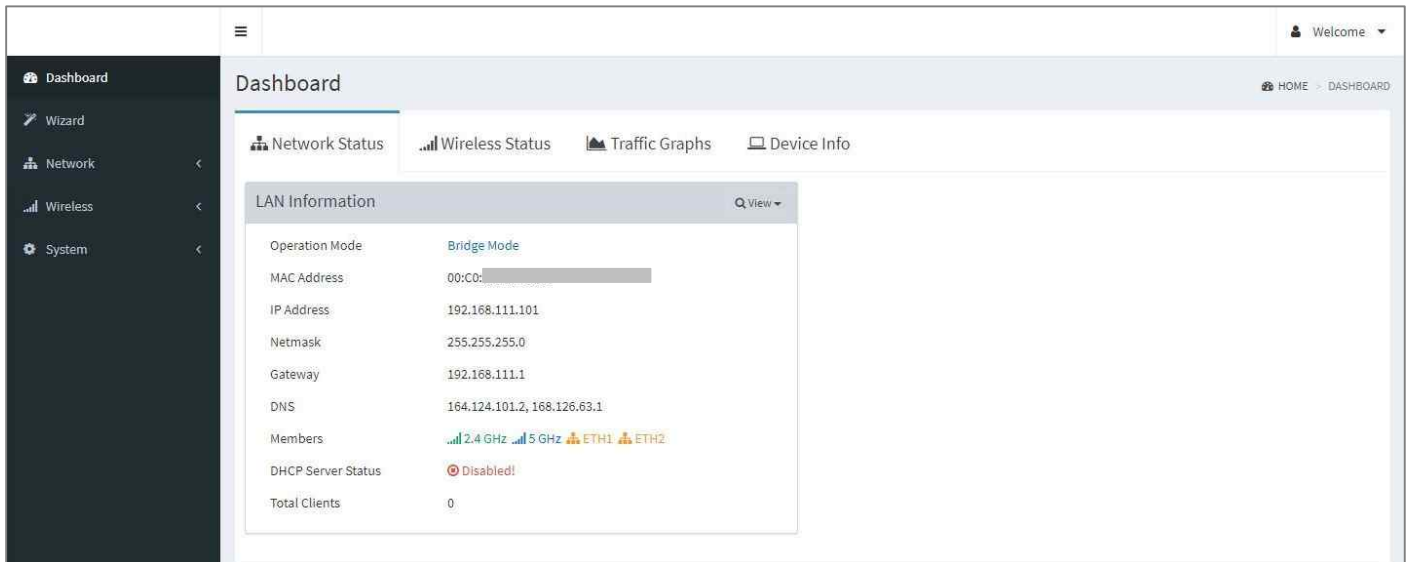 Welcome
Dashboard
Wizard
Network
Wireless
System
Dashboard
HOME > DASHBOARD
Network Status Wireless Status Traffic Graphs Device Info
LAN Information View
Operation Mode Bridge Mode
MAC Address 00:C0:
IP Address 192.168.111.101
Netmask 255.255.255.0
Gateway 192.168.111.1
DNS 164.124.101.2, 168.126.63.1
Members 2.4 GHz 5 GHz ETH1 ETH2
DHCP Server Status Disabled!
Total Clients 0